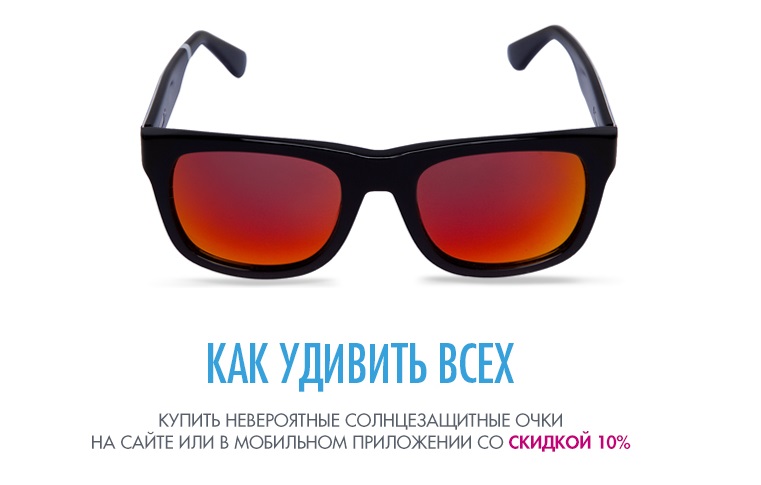 КАК УДИВИТЬ ВСЕХ
КУПИТЬ НЕВЕРОЯТНЫЕ СОЛНЦЕЗАЩИТНЫЕ ОЧКИ
НА САЙТЕ ИЛИ В МОБИЛЬНОМ ПРИЛОЖЕНИИ СО СКИДКОЙ 10%